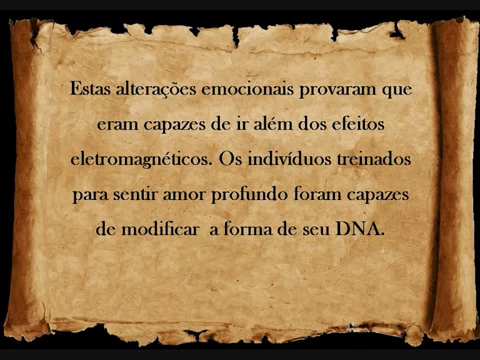 Estas alterações emocionais provaram que
eram capazes de ir além dos efeitos
eletromagnéticos. Os indivíduos treinados
para sentir amor profundo foram capazes
de modificar  a forma de seu DNA.